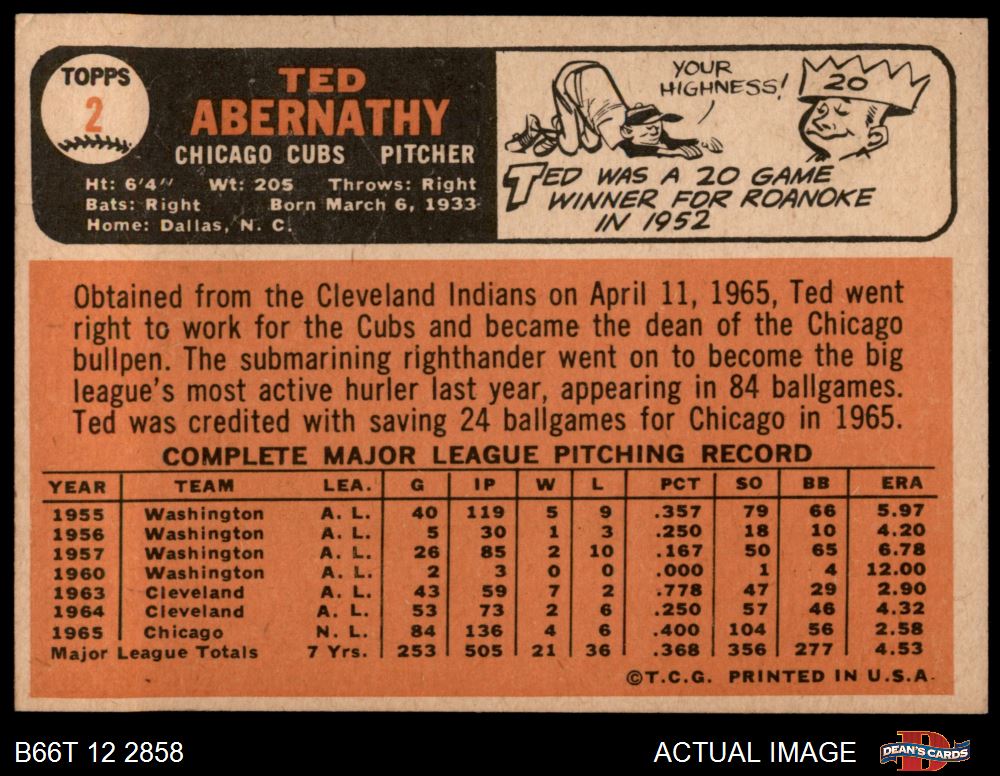 TOPPS
2
TED
ABERNATHY
CHICAGO CUBS PITCHER
Ht: 6'4" Wt: 205 Throws: Right
Bats: Right Born March 6, 1933
Home: Dallas, N. C.
YOUR
HIGHNESS!
20
TED WAS A 20 GAME
WINNER FOR ROANOKE
IN 1952
Obtained from the Cleveland Indians on April 11, 1965, Ted went
right to work for the Cubs and became the dean of the Chicago
bullpen. The submarining righthander went on to become the big
league's most active hurler last year, appearing in 84 ballgames.
Ted was credited with saving 24 ballgames for Chicago in 1965.
COMPLETE MAJOR LEAGUE PITCHING RECORD
YEAR TEAM LEA. G IP W L PCT SO BB ERA
1955 Washington A. L. 40 119 5 9 .357 79 66 5.97
1956 Washington A. L. 5 30 1 3 .250 18 10 4.20
1957 Washington A. L. 26 85 2 10 .167 50 65 6.78
1960 Washington A. L. 2 3 0 0 .000 1 4 12.00
1963 Cleveland A. L. 43 59 7 2 .778 47 29 2.90
1964 Cleveland A. L. 53 73 2 6 .250 57 46 4.32
1965 Chicago N. L. 84 136 4 6 .400 104 56 2.58
Major League Totals 7 Yrs. 253 505 21 36 .368 356 277 4.53
©T.C.G. PRINTED IN U.S.A.
B66T 12 2858
ACTUAL IMAGE
D
DEAN'S CARDS